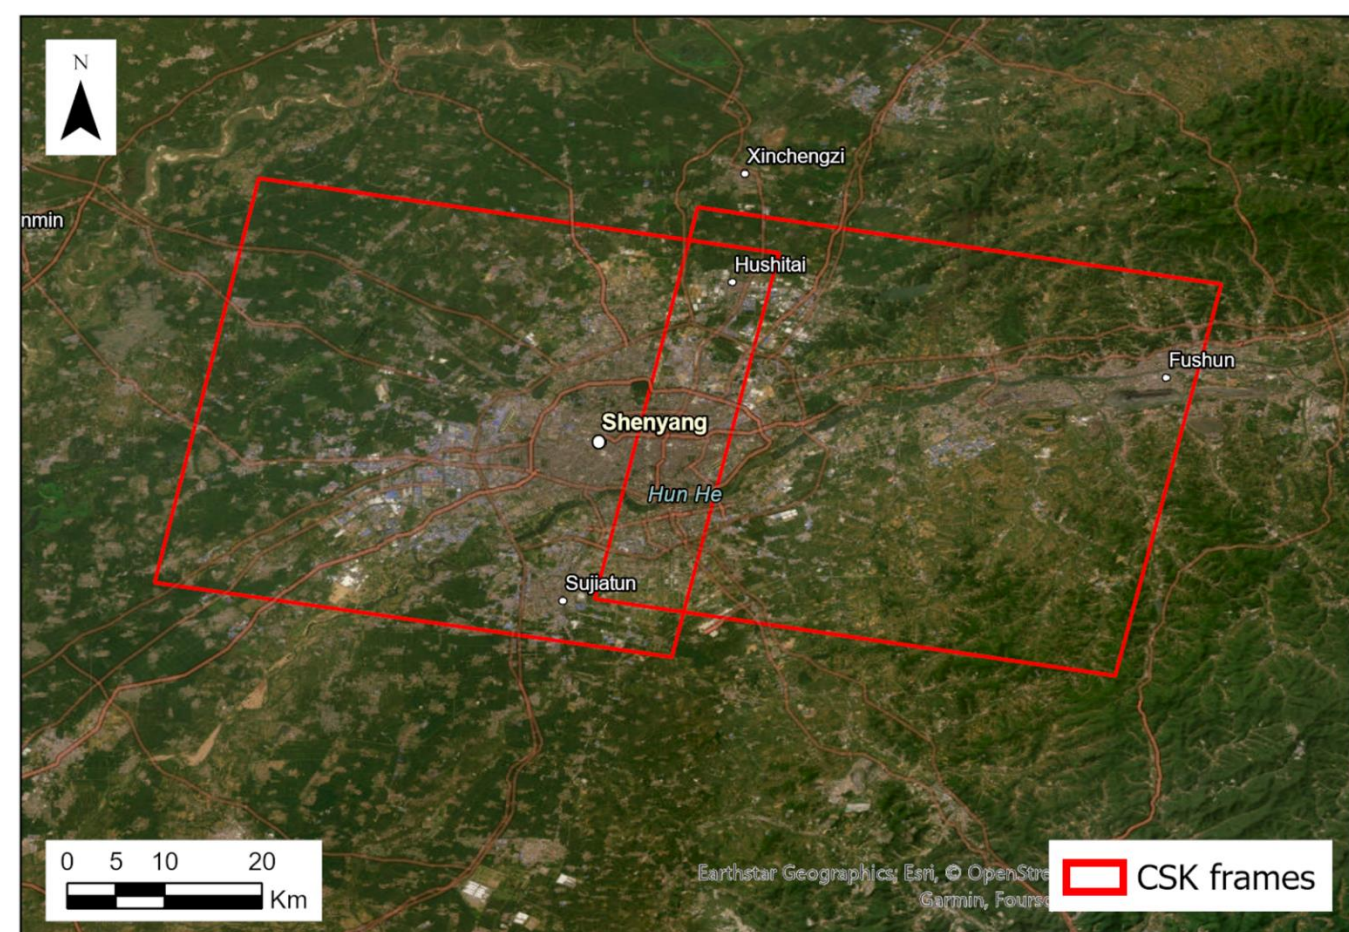 N
Xinchengzi
nmin
Hushitai
Fushun
Shenyang
Hun He
Sujiatun
0 5 10 20
Km
Earthstar Geographics, Esri, © OpenStre
Garmin, Fours
CSK frames